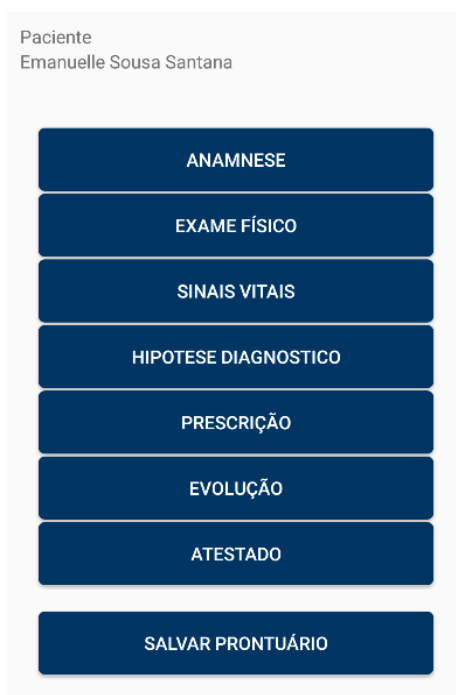 Paciente
Emanuelle Sousa Santana
ANAMNESE
EXAME FÍSICO
SINAIS VITAIS
HIPOTESE DIAGNOSTICO
PRESCRIÇÃO
EVOLUÇÃO
ATESTADO
SALVAR PRONTUÁRIO